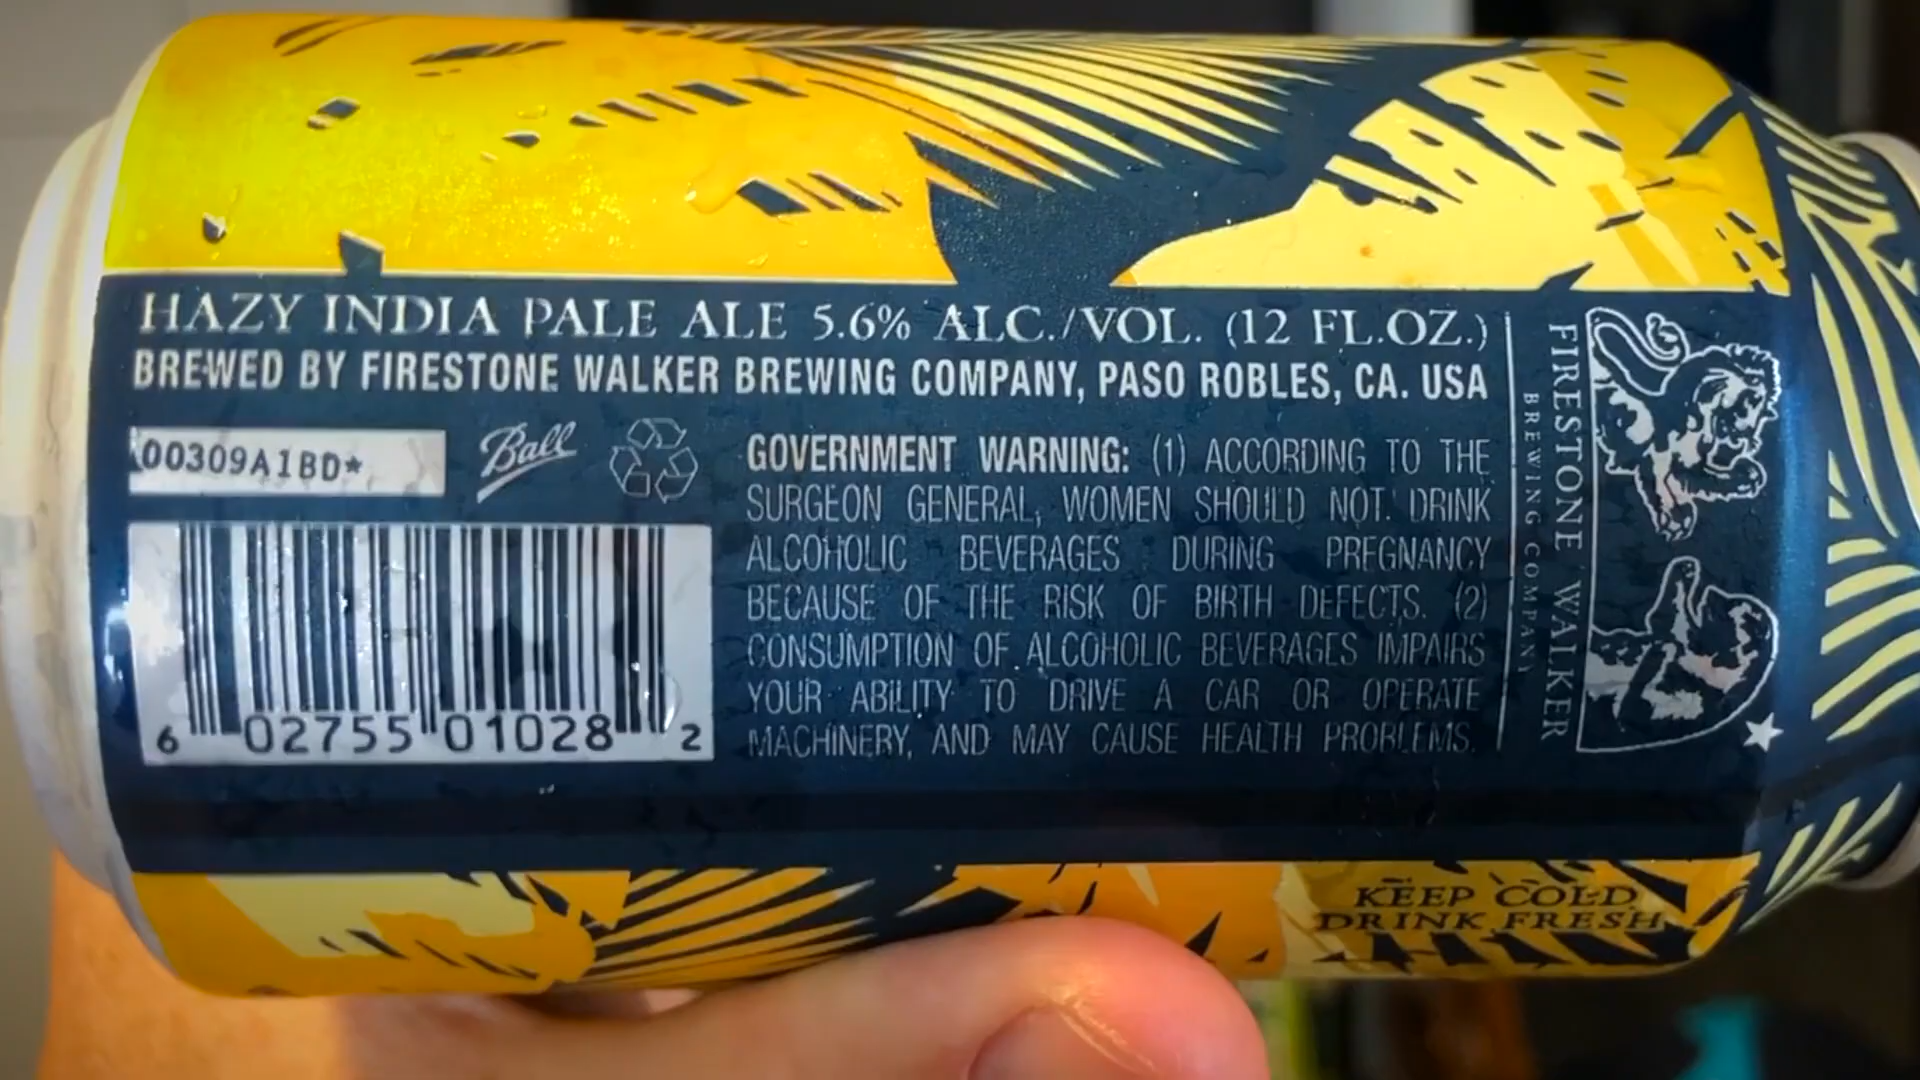 HAZY INDIA PALE ALE 5.6% ALC./VOL. (12 FL.OZ.)
BREWED BY FIRESTONE WALKER BREWING COMPANY, PASO ROBLES, CA. USA
00309A1BD*
Ball
GOVERNMENT WARNING: (1) ACCORDING TO THE
SURGEON GENERAL, WOMEN SHOULD NOT DRINK
ALCOHOLIC BEVERAGES DURING PREGNANCY
BECAUSE OF THE RISK OF BIRTH DEFECTS. (2)
CONSUMPTION OF ALCOHOLIC BEVERAGES IMPAIRS
YOUR ABILITY TO DRIVE A CAR OR OPERATE
MACHINERY, AND MAY CAUSE HEALTH PROBLEMS.
6 02755 01028 2
FIRESTONE WALKER
BREWING COMPANY
KEEP COLD
DRINK FRESH